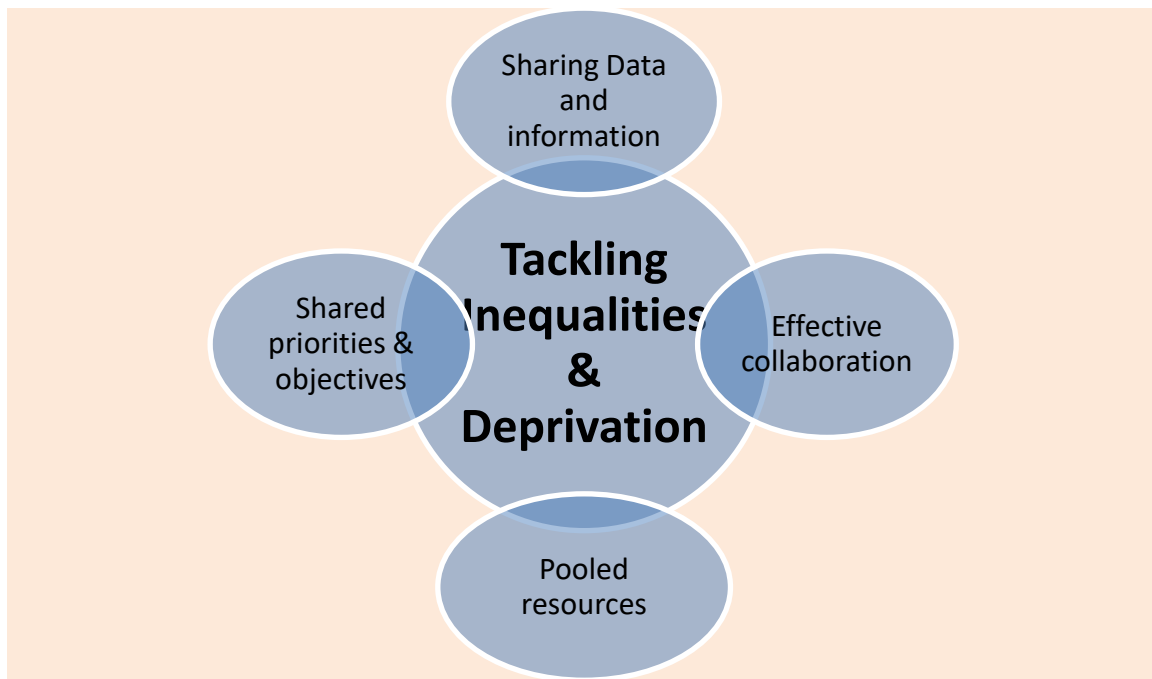 Sharing Data
and
information
Tackling
Inequalities
&
Deprivation
Shared
priorities &
objectives
Effective
collaboration
Pooled
resources